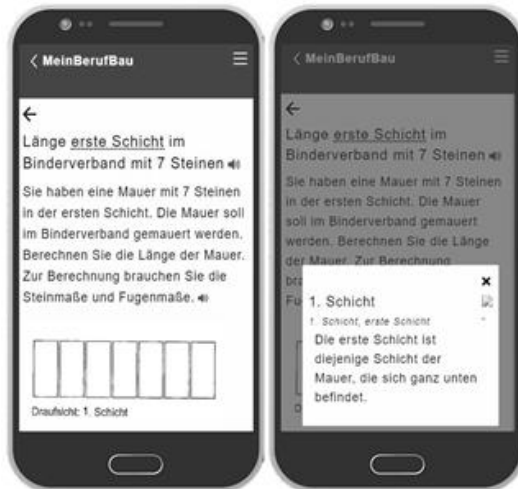 MeinBerufBau
Länge erste Schicht im
Binderverband mit 7 Steinen
Sie haben eine Mauer mit 7 Steinen
in der ersten Schicht. Die Mauer soll
im Binderverband gemauert werden.
Berechnen Sie die Länge der Mauer.
Zur Berechnung brauchen Sie die
Steinmaße und Fugenmaße.
Draufsicht: 1. Schicht
MeinBerufBau
Länge erste Schicht im
Binderverband mit 7 Steinen
Sie haben eine Mauer mit 7 Steinen
in der ersten Schicht. Die Mauer
soll im Binderverband gemauert
werden. Berechnen Sie die Länge
der Mauer. Zur Berechnung
1. Schicht
1. Schicht, erste Schicht
Die erste Schicht ist
diejenige Schicht der
Mauer, die sich ganz unten
befindet.